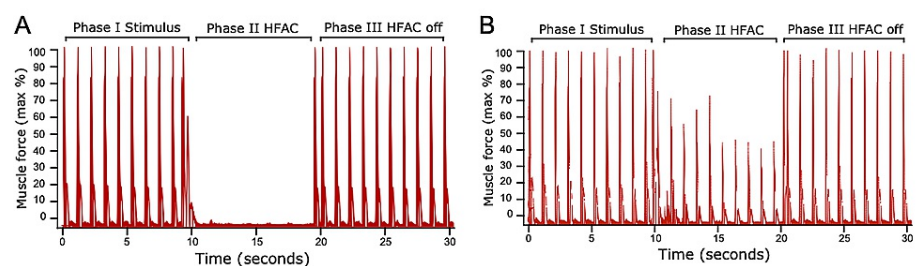 A
Phase I Stimulus Phase II HFAC Phase III HFAC off
Muscle force (max %)
100
90
80
70
60
50
40
30
20
10
0
0 5 10 15 20 25 30
Time (seconds)
B
Phase I Stimulus Phase II HFAC Phase III HFAC off
Muscle force (max %)
100
90
80
70
60
50
40
30
20
10
0
0 5 10 15 20 30
Time (seconds)